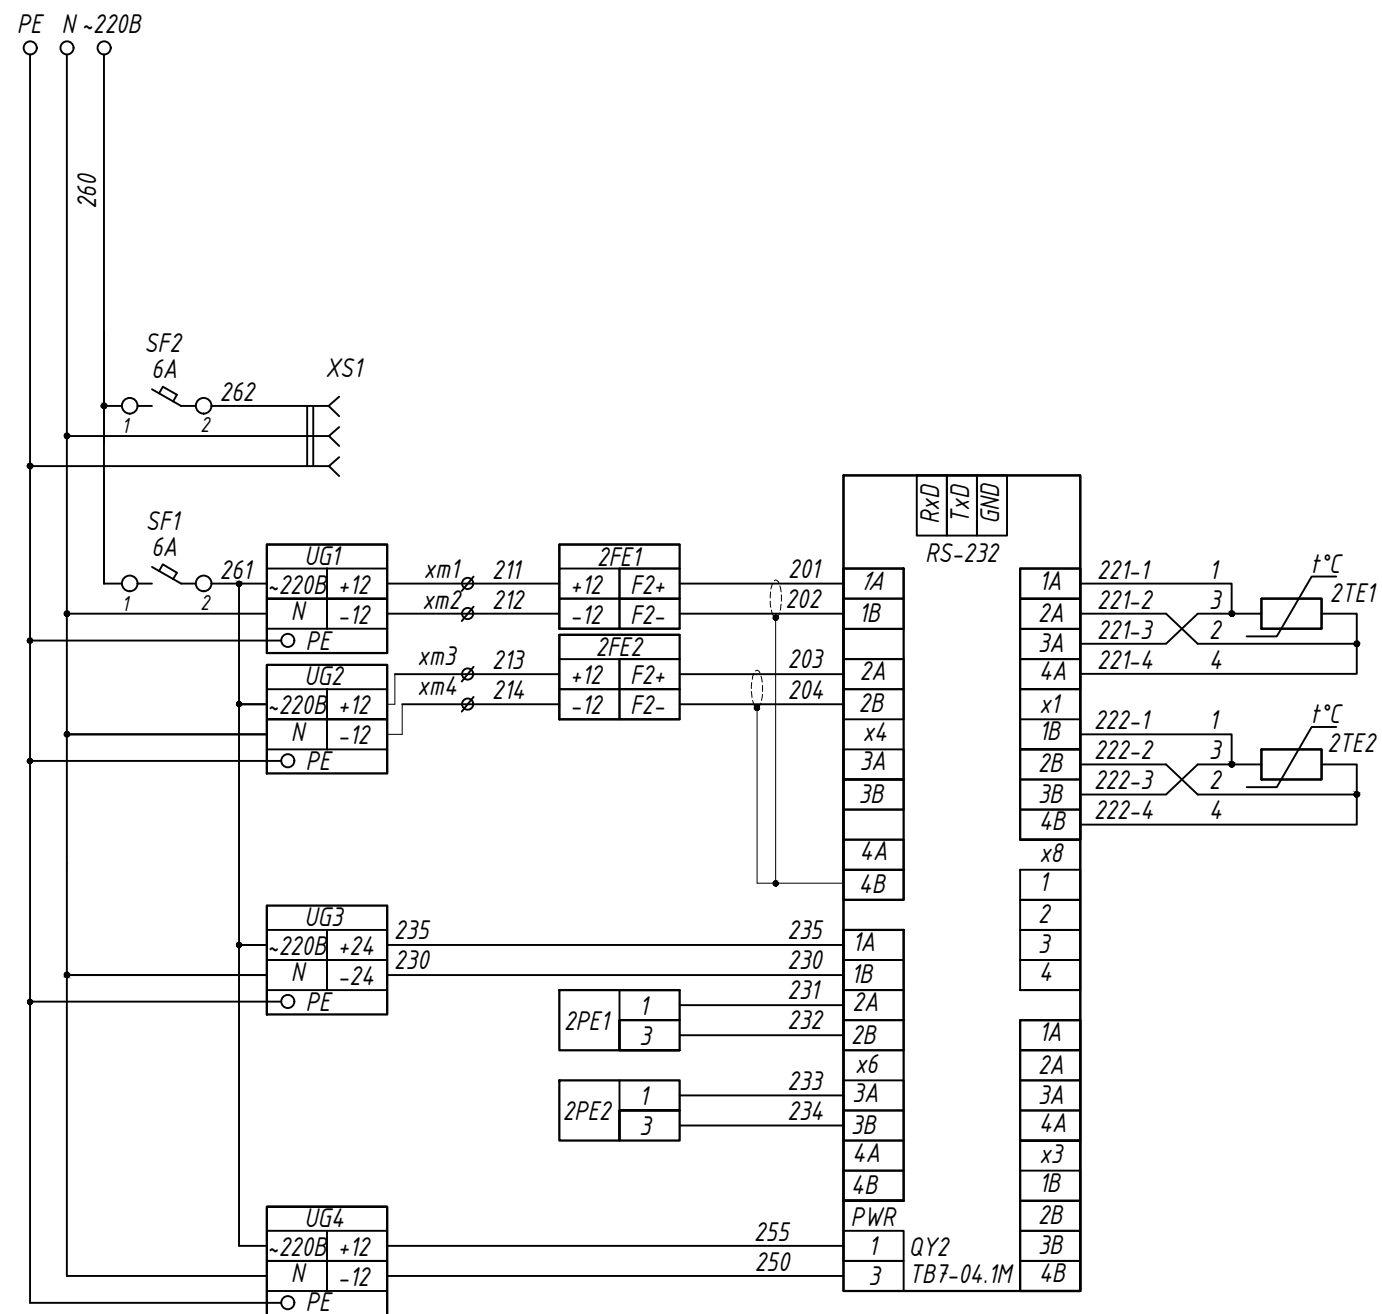 PE N ~220В
260
SF2
6А
XS1
262
1 2
SF1
6А
261
1 2
UG1
~220В +12
N -12
PE
xm1 211
xm2 212
2FE1
+12 F2+
-12 F2-
201
202
UG2
~220В +12
N -12
PE
xm3 213
xm4 214
2FE2
+12 F2+
-12 F2-
203
204
UG3
~220В +24
N -24
PE
235 235
230 230
2PE1 1
3
231
232
2PE2 1
3
233
234
UG4
~220В +12
N -12
PE
255
250
RxD TxD GND
RS-232
1A
1B
2A
2B
x4
3A
3B
4A
4B
1A
1B
2A
2B
x6
3A
3B
4A
4B
PWR
1 QY2
3 ТВ7-04.1М
1A
2A
3A
4A
x1
1B
2B
3B
4B
x8
1
2
3
4
1A
2A
3A
4A
x3
1B
2B
3B
4B
221-1 1
221-2 3
221-3 2
221-4 4
t°C
2TE1
222-1 1
222-2 3
222-3 2
222-4 4
t°C
2TE2